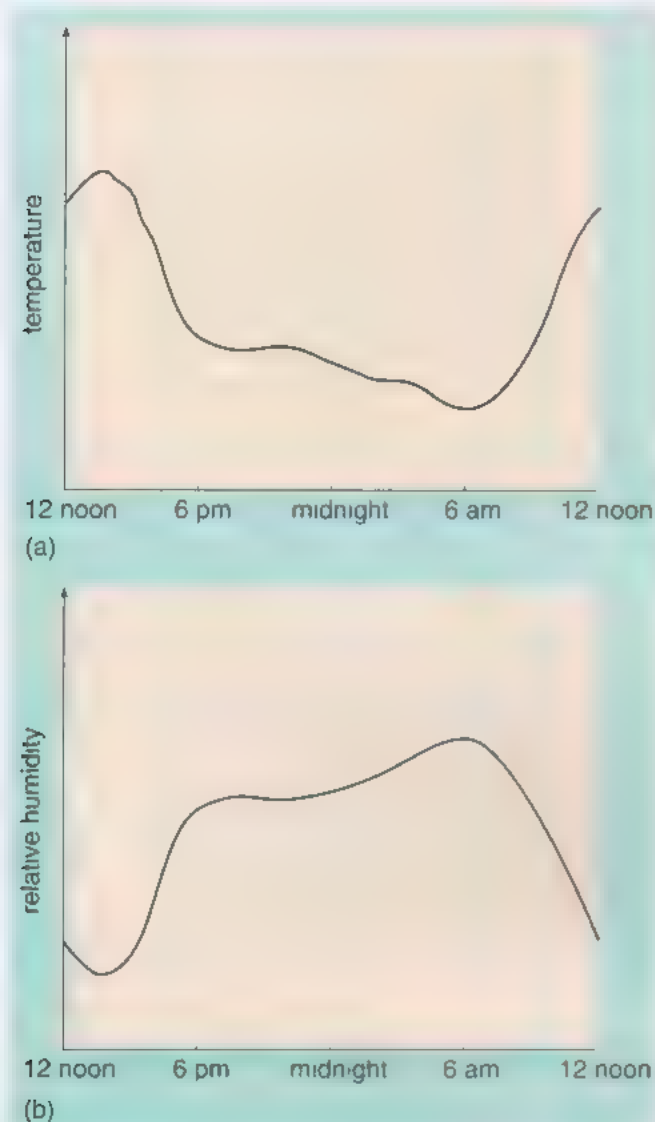 temperature
12 noon 6 pm midnight 6 am 12 noon
(a)
relative humidity
12 noon 6 pm midnight 6 am 12 noon
(b)